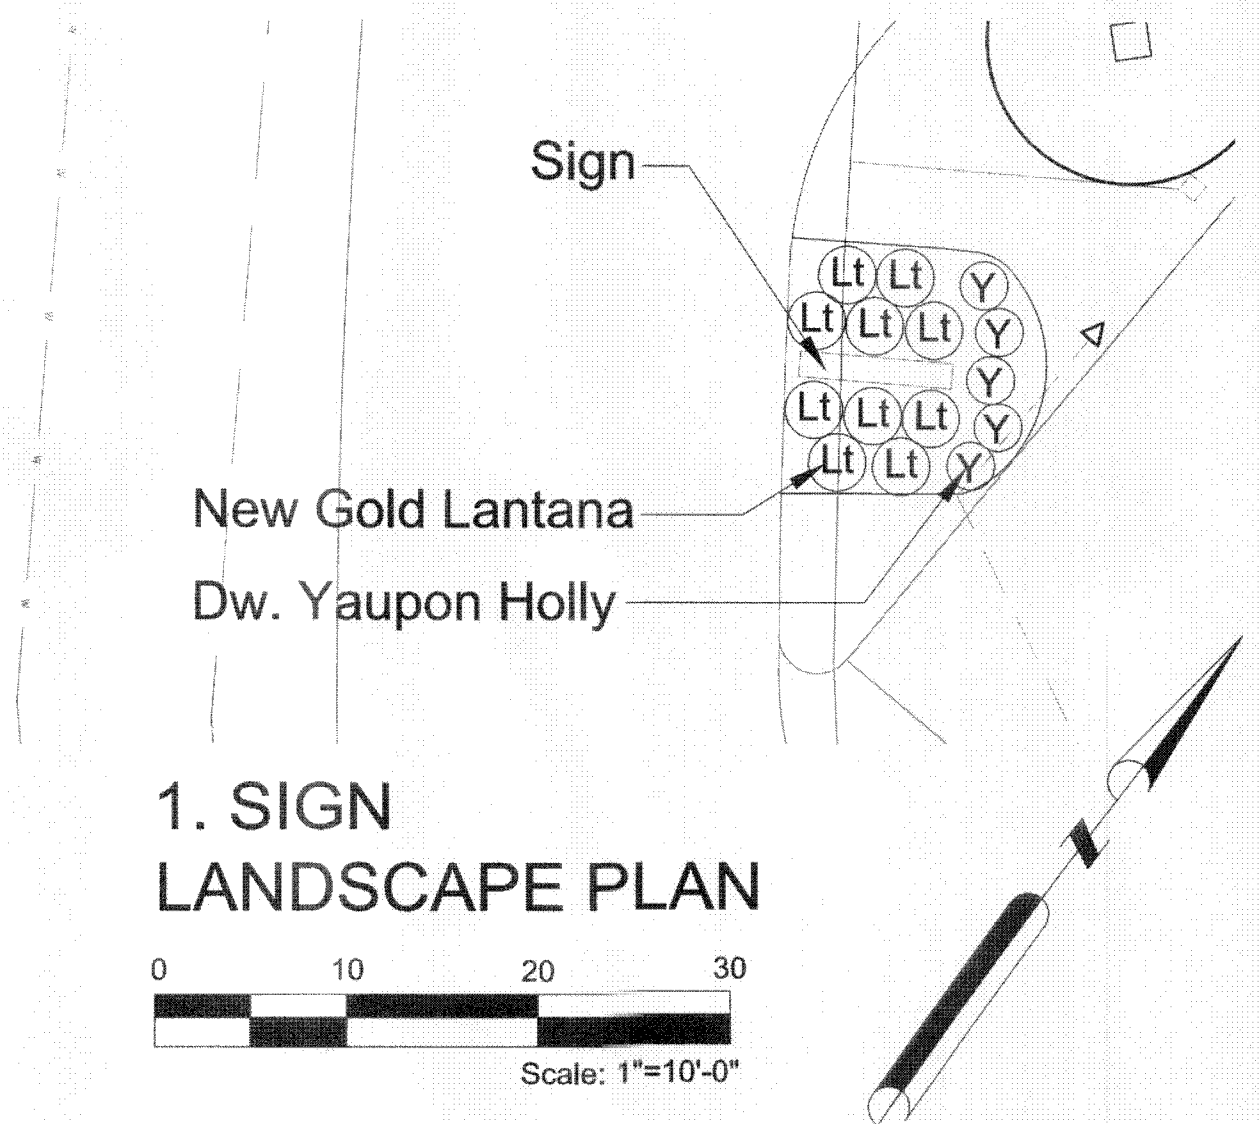 Sign
Lt Lt Y
Lt Lt Lt Y
Y
Lt Lt Lt Y
Lt Lt Y
New Gold Lantana
Dw. Yaupon Holly
1. SIGN
LANDSCAPE PLAN
0 10 20 30
Scale: 1"=10'-0"